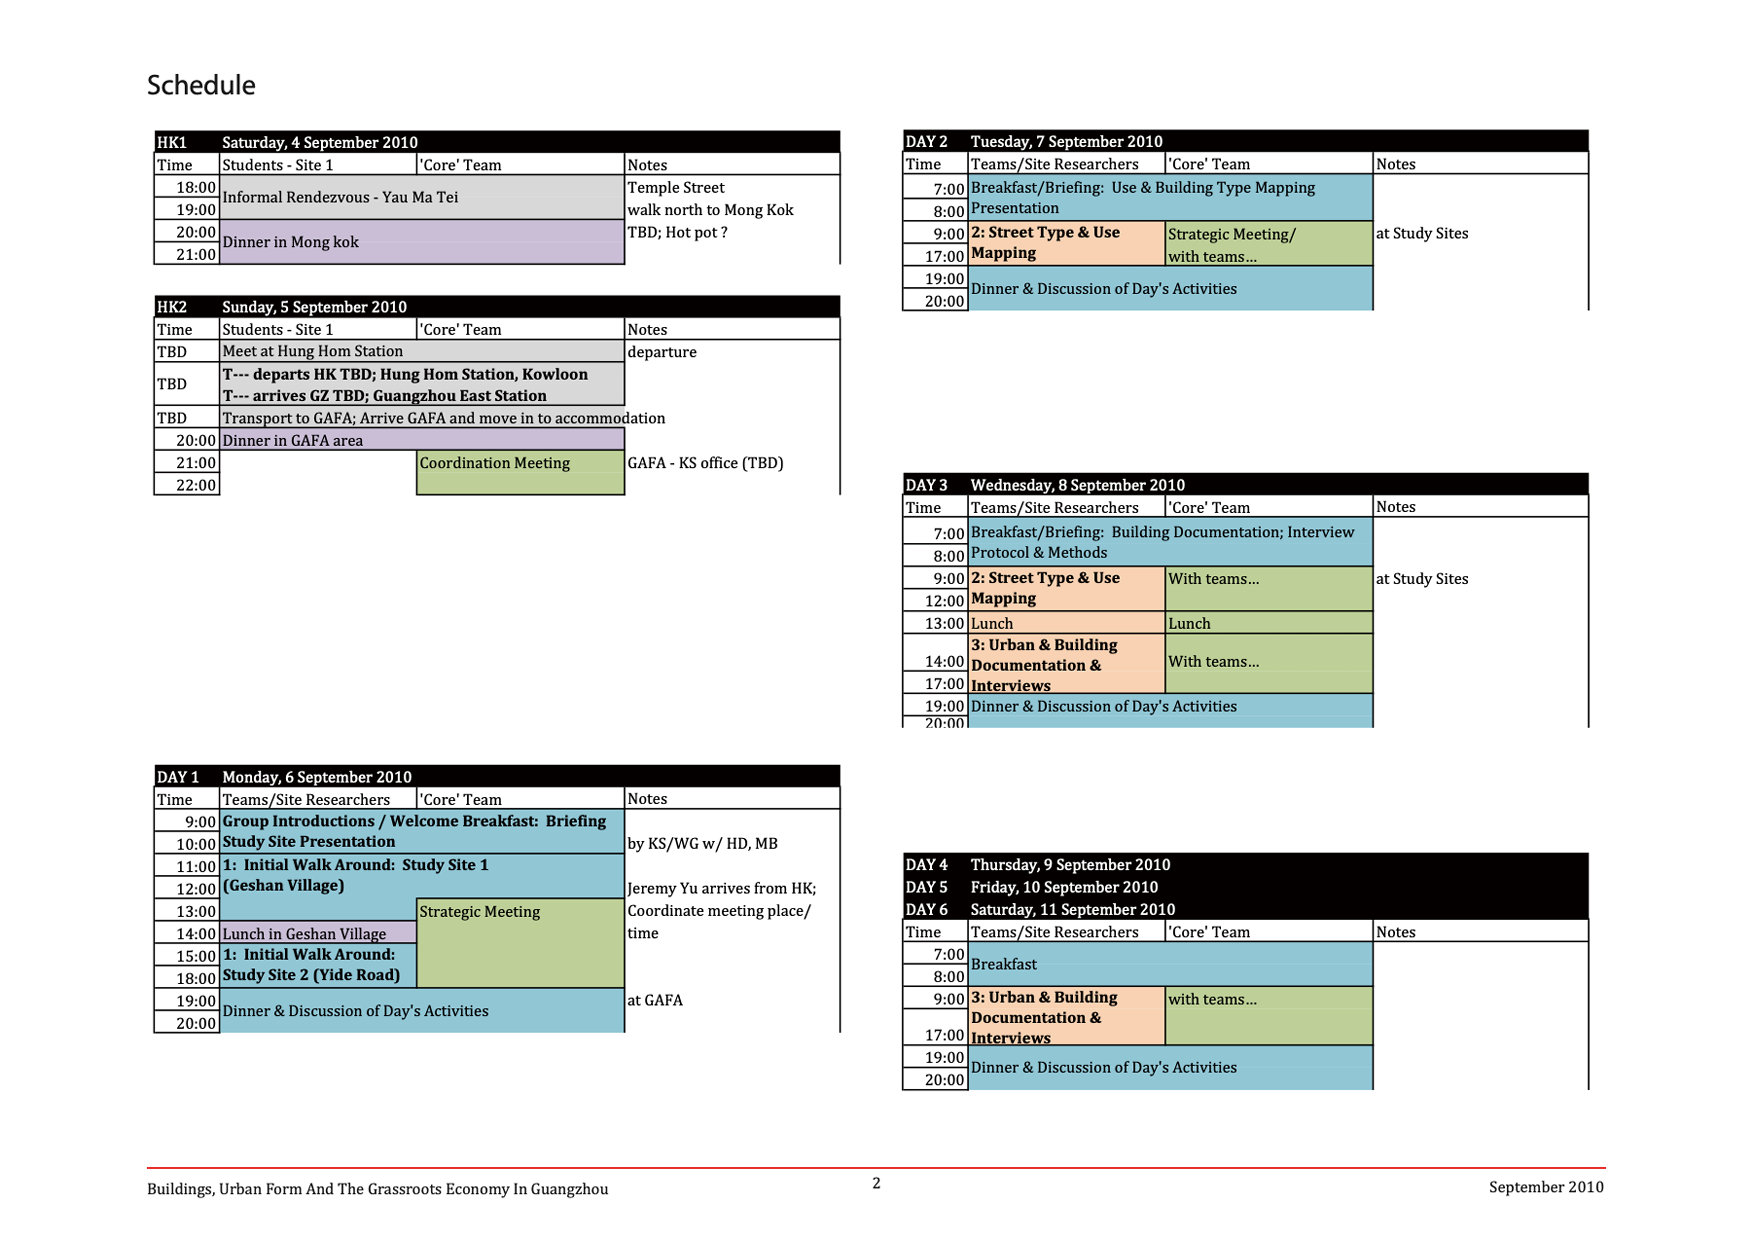 Schedule
HK1 Saturday, 4 September 2010
Time Students - Site 1 'Core' Team Notes
18:00 Informal Rendezvous - Yau Ma Tei Temple Street
19:00 walk north to Mong Kok
20:00 Dinner in Mong kok TBD; Hot pot ?
21:00
HK2 Sunday, 5 September 2010
Time Students - Site 1 'Core' Team Notes
TBD Meet at Hung Hom Station departure
TBD T--- departs HK TBD; Hung Hom Station, Kowloon
T--- arrives GZ TBD; Guangzhou East Station
TBD Transport to GAFA; Arrive GAFA and move in to accommodation
20:00 Dinner in GAFA area
21:00 Coordination Meeting GAFA - KS office (TBD)
22:00
DAY 1 Monday, 6 September 2010
Time Teams/Site Researchers 'Core' Team Notes
9:00 Group Introductions / Welcome Breakfast: Briefing
10:00 Study Site Presentation by KS/WG w/ HD, MB
11:00 1: Initial Walk Around: Study Site 1
12:00 (Geshan Village) Jeremy Yu arrives from HK;
13:00 Strategic Meeting Coordinate meeting place/
14:00 Lunch in Geshan Village time
15:00 1: Initial Walk Around:
18:00 Study Site 2 (Yide Road)
19:00 Dinner & Discussion of Day's Activities at GAFA
20:00
DAY 2 Tuesday, 7 September 2010
Time Teams/Site Researchers 'Core' Team Notes
7:00 Breakfast/Briefing: Use & Building Type Mapping
8:00 Presentation
9:00 2: Street Type & Use Strategic Meeting/ at Study Sites
17:00 Mapping with teams...
19:00 Dinner & Discussion of Day's Activities
20:00
DAY 3 Wednesday, 8 September 2010
Time Teams/Site Researchers 'Core' Team Notes
7:00 Breakfast/Briefing: Building Documentation; Interview
8:00 Protocol & Methods
9:00 2: Street Type & Use With teams... at Study Sites
12:00 Mapping
13:00 Lunch Lunch
3: Urban & Building
14:00 Documentation & With teams...
17:00 Interviews
19:00 Dinner & Discussion of Day's Activities
20:00
DAY 4 Thursday, 9 September 2010
DAY 5 Friday, 10 September 2010
DAY 6 Saturday, 11 September 2010
Time Teams/Site Researchers 'Core' Team Notes
7:00 Breakfast
8:00
9:00 3: Urban & Building with teams...
Documentation &
17:00 Interviews
19:00 Dinner & Discussion of Day's Activities
20:00
Buildings, Urban Form And The Grassroots Economy In Guangzhou 2 September 2010